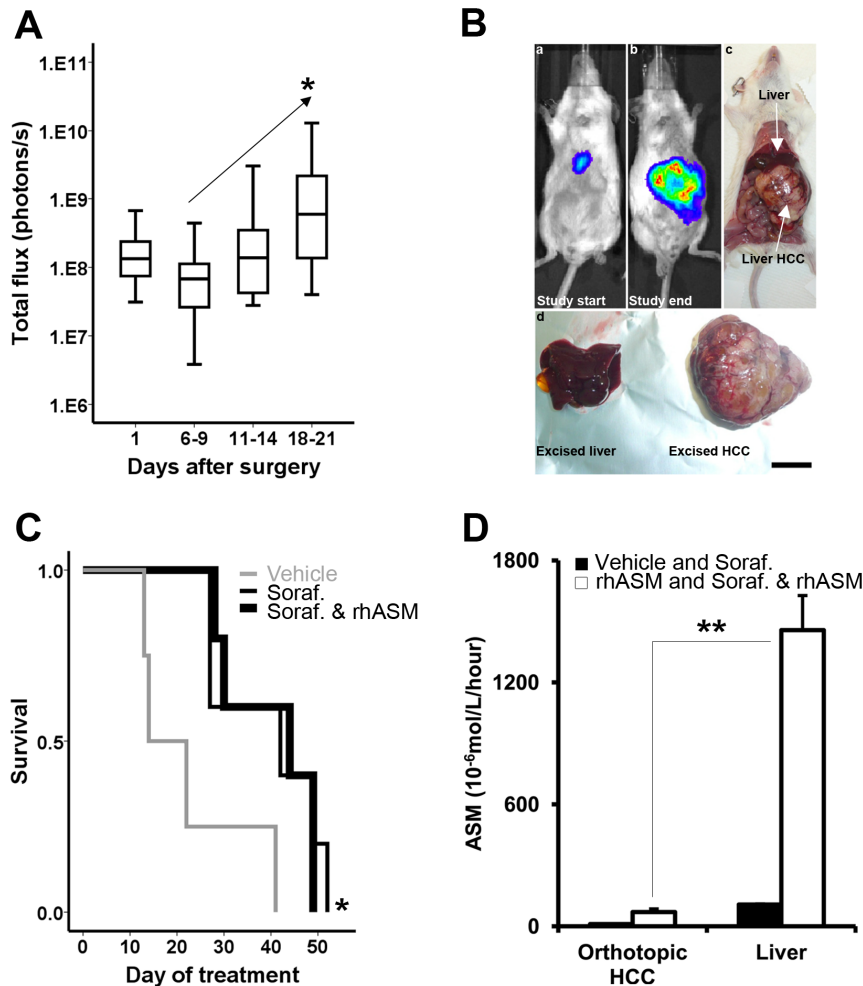 A
1.E11
1.E10
1.E9
1.E8
1.E7
1.E6
Total flux (photons/s)
*
1 6-9 11-14 18-21
Days after surgery
B
a b c
Liver
Liver HCC
Study start Study end
d
Excised liver Excised HCC
C
1.0
0.5
0.0
Survival
Vehicle
Soraf.
Soraf. & rhASM
*
0 10 20 30 40 50
Day of treatment
D
1800
1200
600
0
ASM (10⁻⁶mol/L/hour)
Vehicle and Soraf.
rhASM and Soraf. & rhASM
**
Orthotopic
HCC
Liver